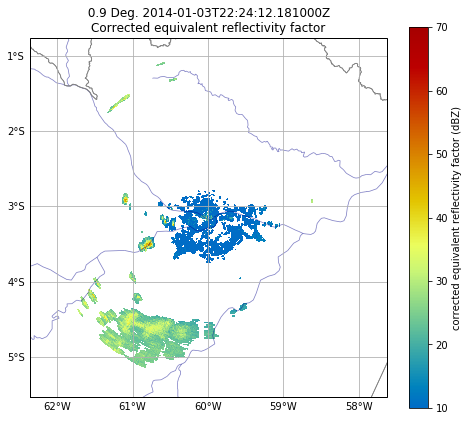 0.9 Deg. 2014-01-03T22:24:12.181000Z
Corrected equivalent reflectivity factor
1°S
2°S
3°S
4°S
5°S
62°W
61°W
60°W
59°W
58°W
70
60
50
40
30
20
10
corrected equivalent reflectivity factor (dBZ)